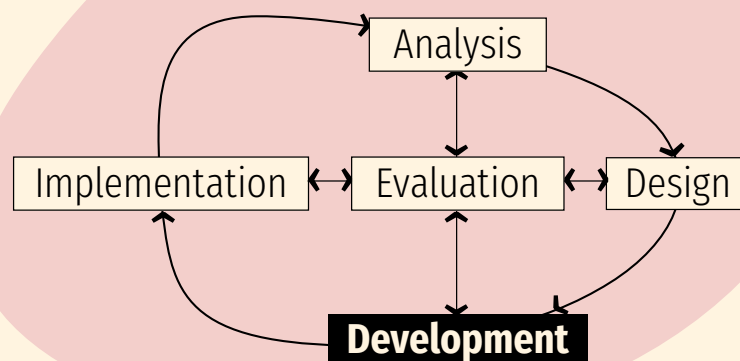 Analysis
Implementation
Evaluation
Design
Development